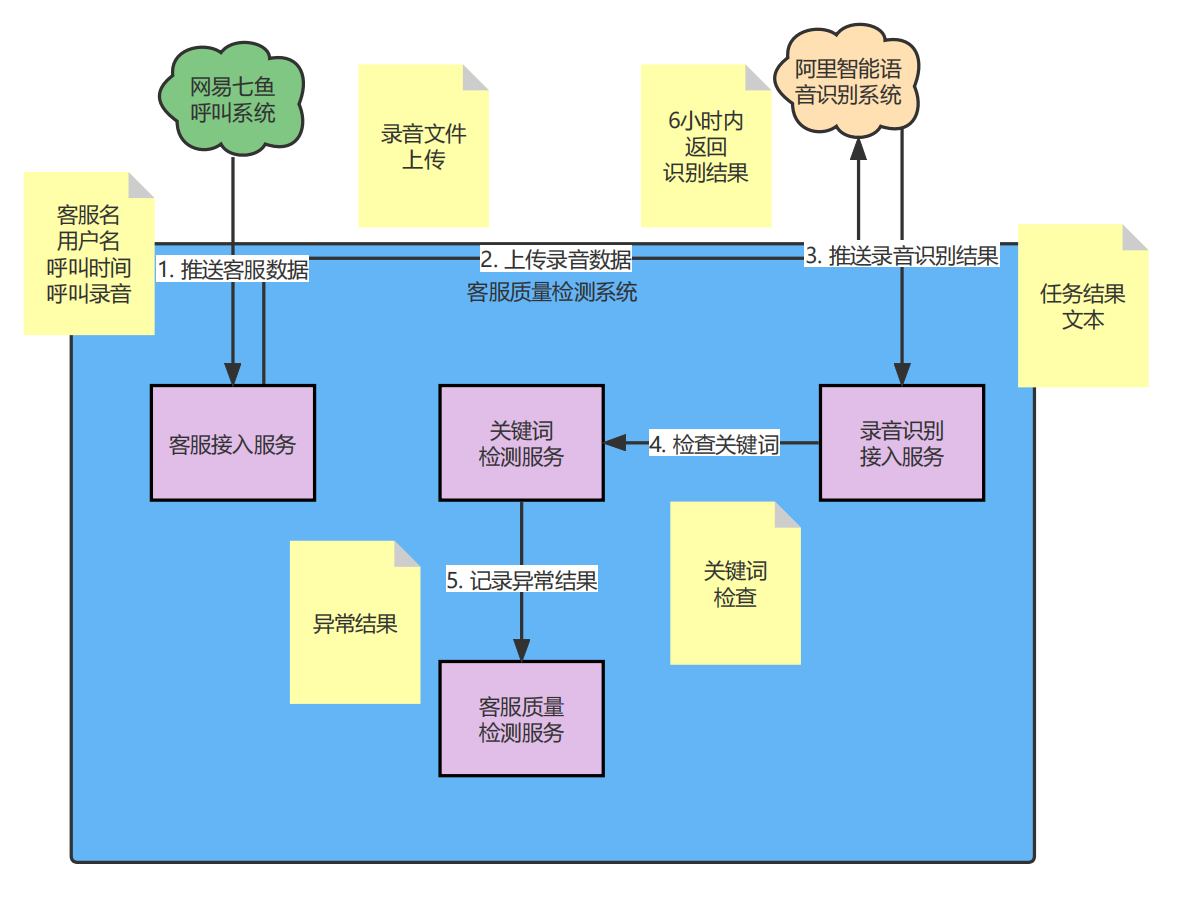 网易七鱼
呼叫系统
录音文件
上传
6小时内
返回
识别结果
阿里智能语
音识别系统
客服名
用户名
呼叫时间
呼叫录音
1. 推送客服数据
2. 上传录音数据
3. 推送录音识别结果
客服质量检测系统
任务结果
文本
客服接入服务
关键词
检测服务
4. 检查关键词
录音识别
接入服务
异常结果
5. 记录异常结果
关键词
检查
客服质量
检测服务